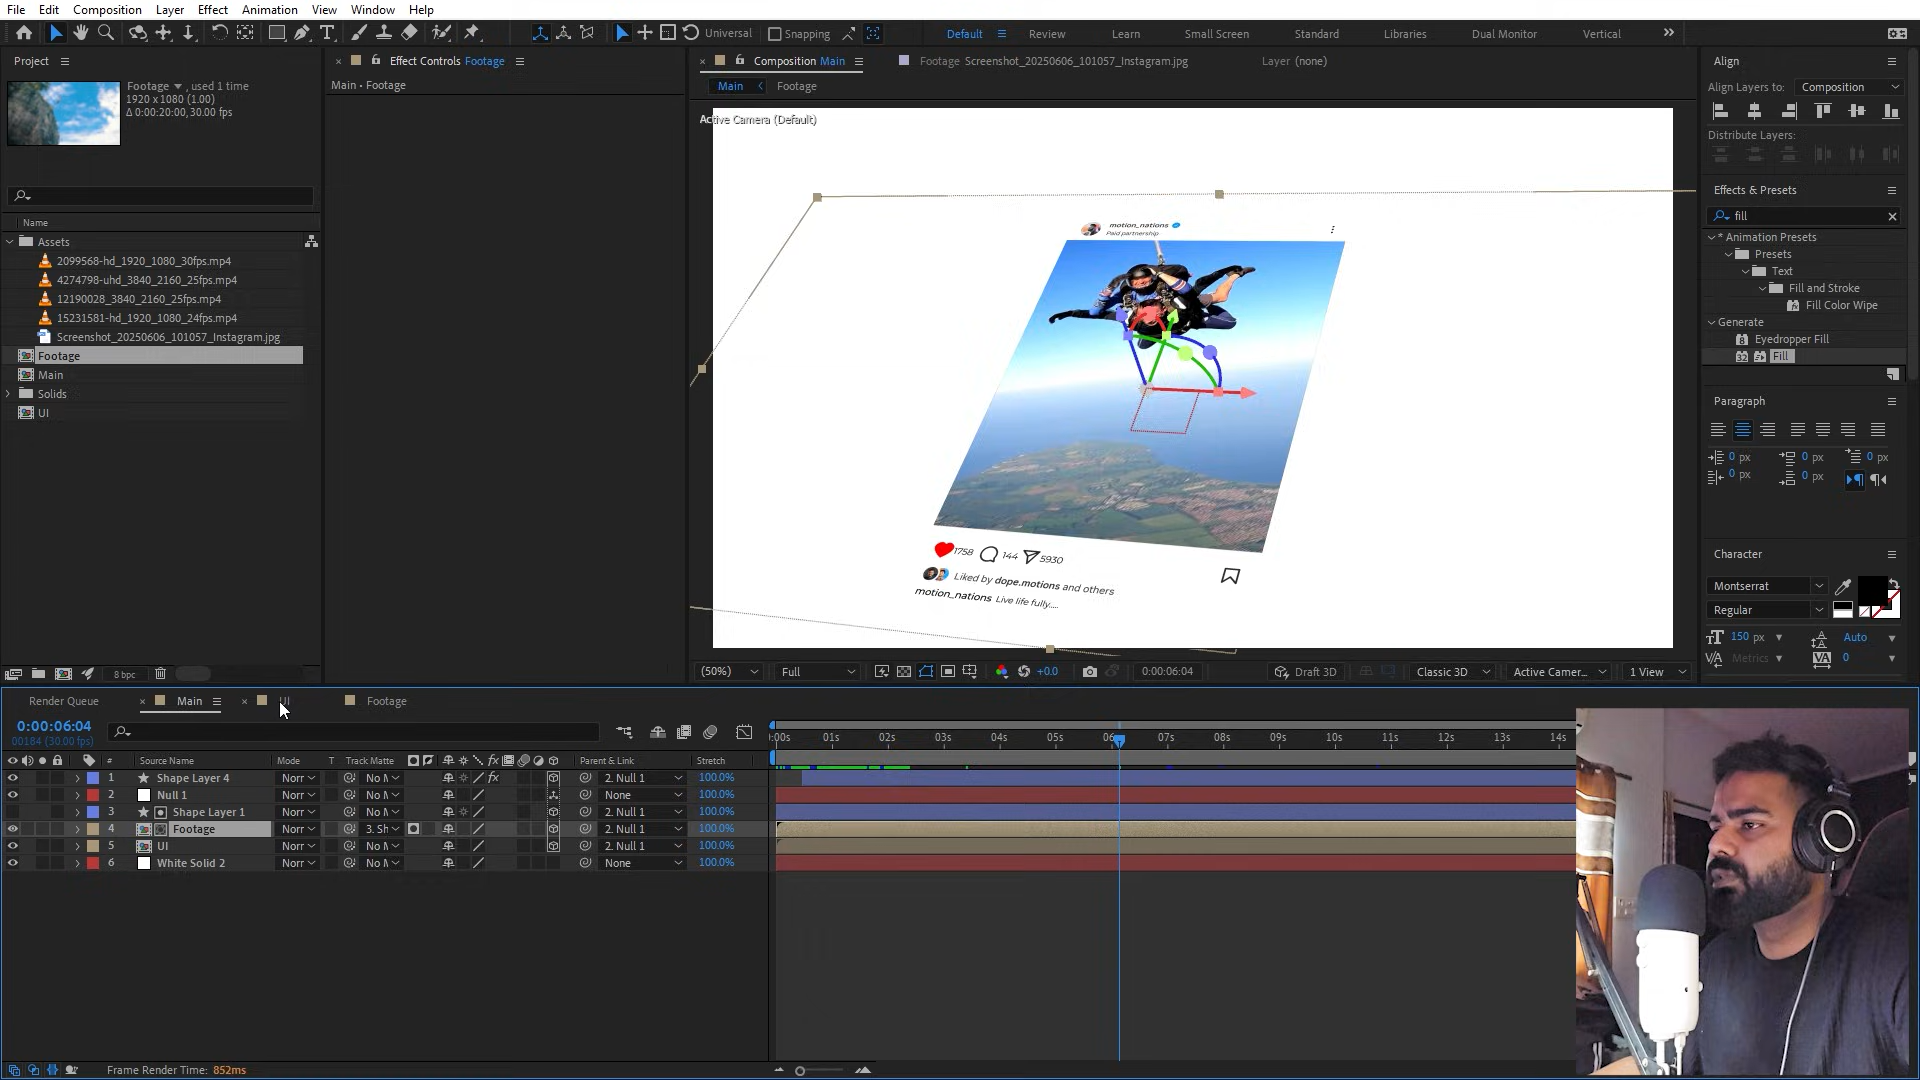 File Edit Composition Layer Effect Animation View Window Help
Universal Snapping Default Review Learn Small Screen Standard Libraries Dual Monitor Vertical
Project
Footage , used 1 time
1920 x 1080 (1.00)
Δ 0:00:20:00, 30.00 fps
Name
Assets
2099568-hd_1920_1080_30fps.mp4
4274798-uhd_3840_2160_25fps.mp4
12190028_3840_2160_25fps.mp4
15231581-hd_1920_1080_24fps.mp4
Screenshot_20250606_101057_Instagram.jpg
Footage
Main
Solids
UI
8 bpc
Effect Controls Footage
Main • Footage
Composition Main
Footage Screenshot_20250606_101057_Instagram.jpg
Layer (none)
Main Footage
Active Camera (Default)
motion_nations
Paid partnership
1758 144 5930
Liked by dope.motions and others
motion_nations Live life fully....
(50%) Full +0.0 0:00:06:04 Draft 3D Classic 3D Active Camer... 1 View
Align
Align Layers to: Composition
Distribute Layers:
Effects & Presets
fill
* Animation Presets
Presets
Text
Fill and Stroke
Fill Color Wipe
Generate
Eyedropper Fill
Fill
Paragraph
0 px 0 px 0 px
0 px 0 px
Character
Montserrat
Regular
150 px Auto
Metrics 0
Render Queue Main UI Footage
0:00:06:04
00184 (30.00 fps)
:00s 01s 02s 03s 04s 05s 06s 07s 08s 09s 10s 11s 12s 13s 14s
# Source Name Mode T Track Matte Parent & Link Stretch
1 Shape Layer 4 Norr No M 2. Null 1 100.0%
2 Null 1 Norr No M None 100.0%
3 Shape Layer 1 Norr No M 2. Null 1 100.0%
4 Footage Norr 3. Sh 2. Null 1 100.0%
5 UI Norr No M 2. Null 1 100.0%
6 White Solid 2 Norr No M None 100.0%
Frame Render Time: 852ms